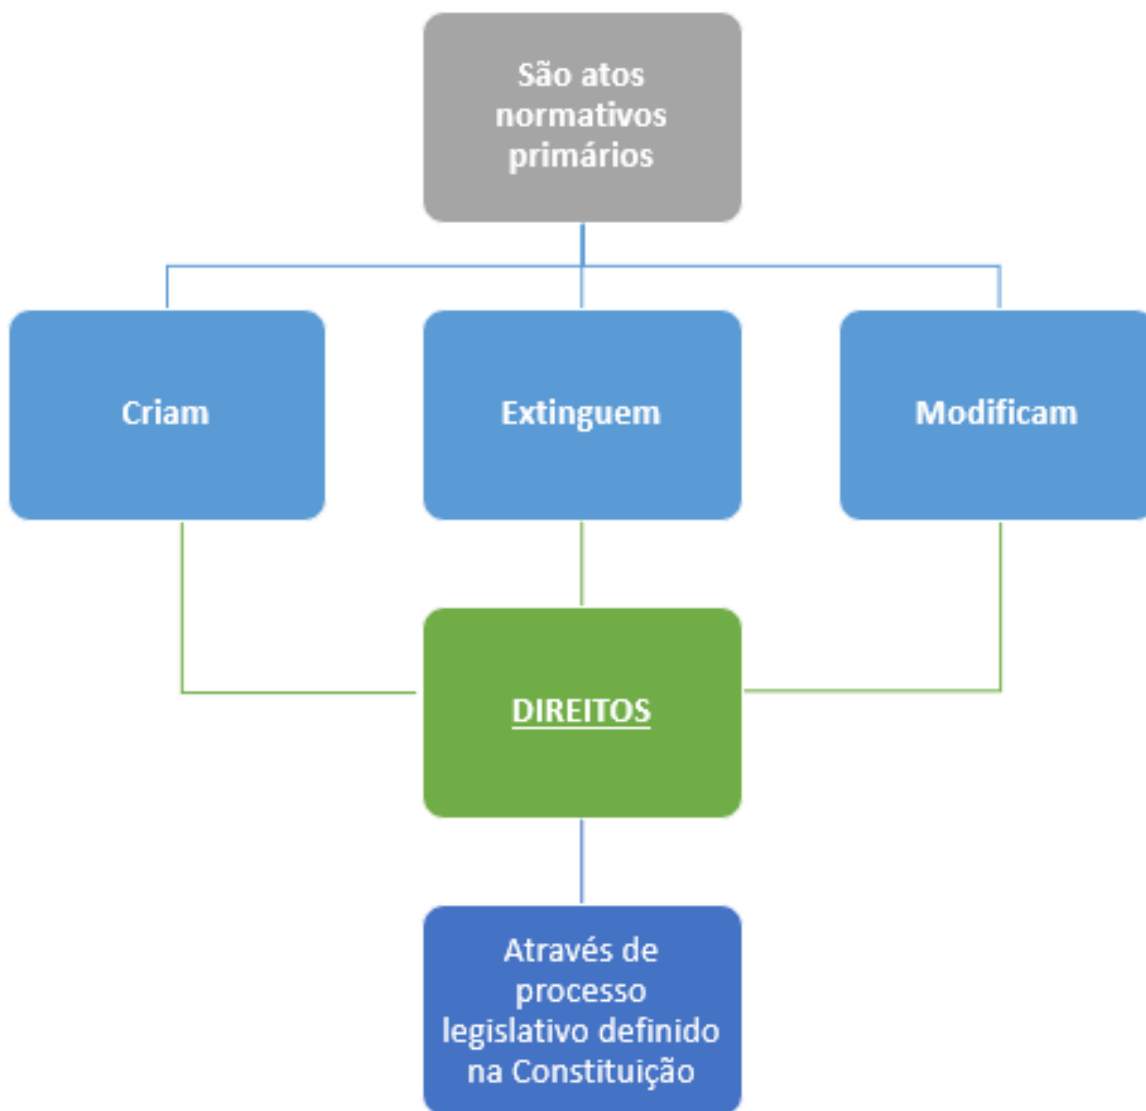 São atos
normativos
primários
Criam
Extinguem
Modificam
DIREITOS
Através de
processo
legislativo definido
na Constituição